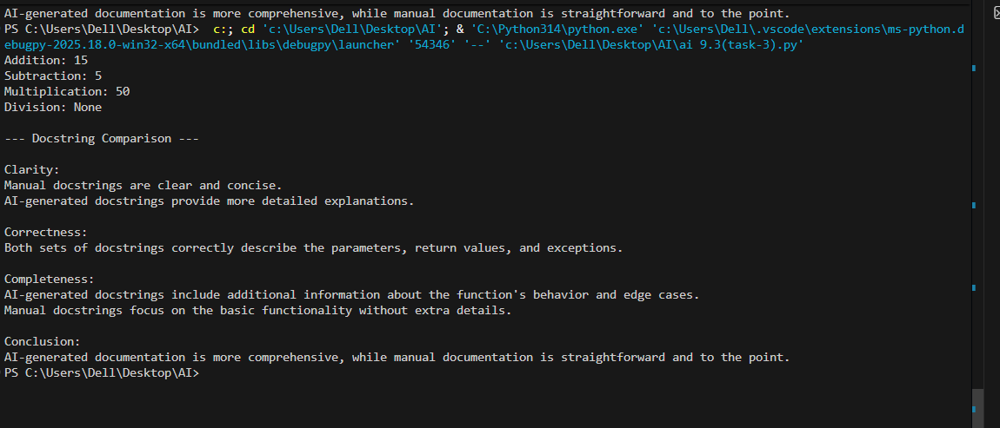 AI-generated documentation is more comprehensive, while manual documentation is straightforward and to the point.
PS C:\Users\Dell\Desktop\AI>  c:; cd 'c:\Users\Dell\Desktop\AI'; & 'C:\Python314\python.exe' 'c:\Users\Dell\.vscode\extensions\ms-python.d
ebugpy-2025.18.0-win32-x64\bundled\libs\debugpy\launcher' '54346' '--' 'c:\Users\Dell\Desktop\AI\ai 9.3(task-3).py'
Addition: 15
Subtraction: 5
Multiplication: 50
Division: None
--- Docstring Comparison ---
Clarity:
Manual docstrings are clear and concise.
AI-generated docstrings provide more detailed explanations.
Correctness:
Both sets of docstrings correctly describe the parameters, return values, and exceptions.
Completeness:
AI-generated docstrings include additional information about the function's behavior and edge cases.
Manual docstrings focus on the basic functionality without extra details.
Conclusion:
AI-generated documentation is more comprehensive, while manual documentation is straightforward and to the point.
PS C:\Users\Dell\Desktop\AI>